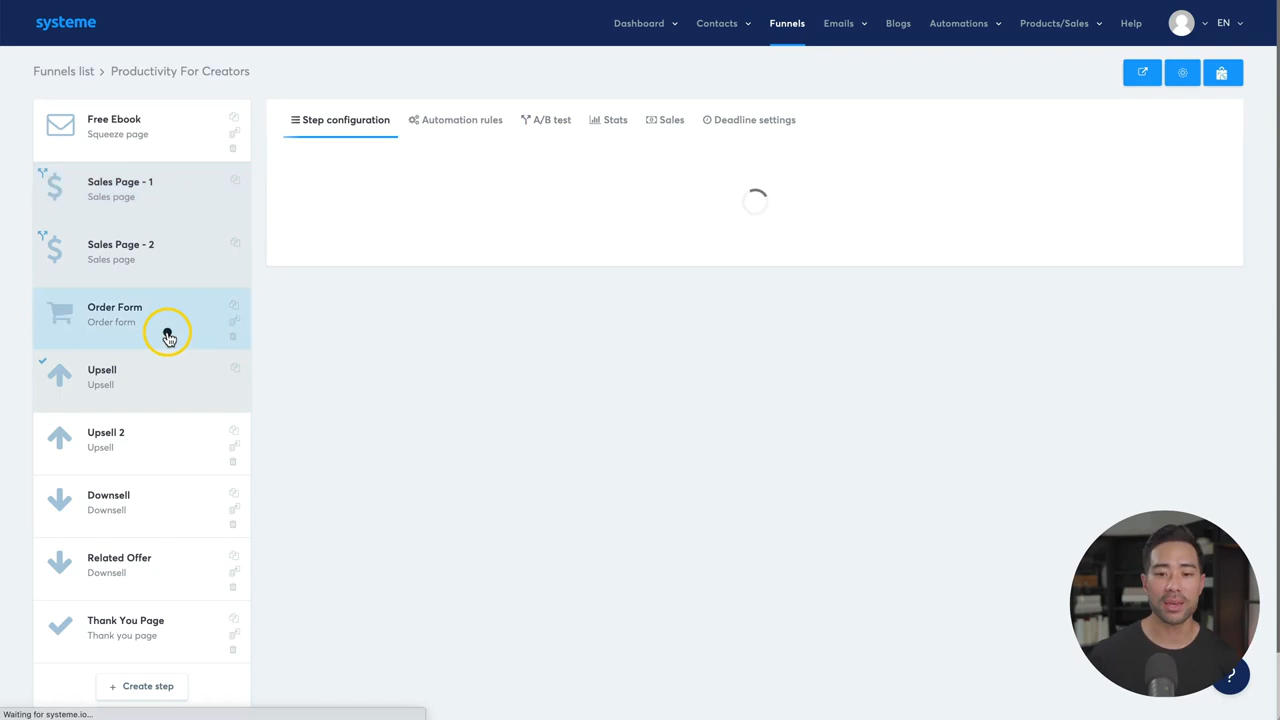 systeme
Dashboard
Contacts
Funnels
Emails
Blogs
Automations
Products/Sales
Help
EN
Funnels list > Productivity For Creators
Free Ebook
Squeeze page
Sales Page - 1
Sales page
Sales Page - 2
Sales page
Order Form
Order form
Upsell
Upsell
Upsell 2
Upsell
Downsell
Downsell
Related Offer
Downsell
Thank You Page
Thank you page
+ Create step
Step configuration
Automation rules
A/B test
Stats
Sales
Deadline settings
?
Waiting for systeme.io...